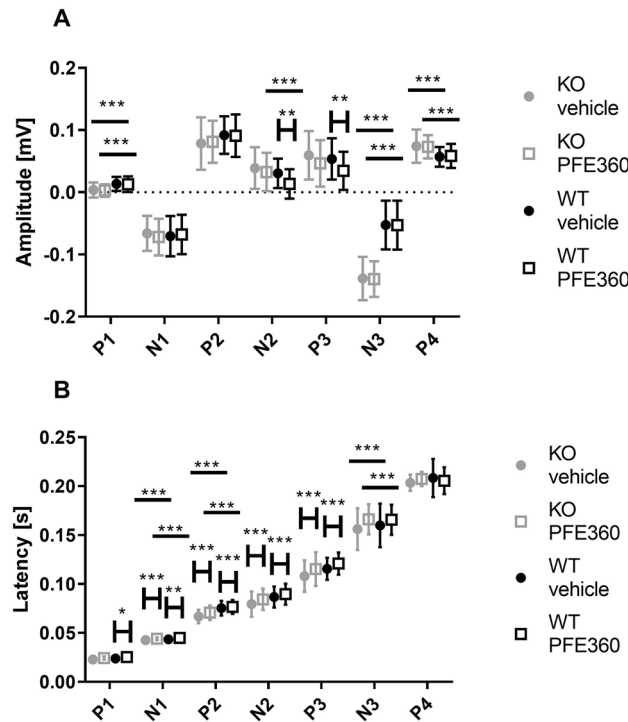 A
0.2
0.1
0.0
-0.1
-0.2
Amplitude [mV]
***
***
***
**
**
***
***
***
***
P1
N1
P2
N2
P3
N3
P4
KO
vehicle
KO
PFE360
WT
vehicle
WT
PFE360
B
0.25
0.20
0.15
0.10
0.05
0.00
Latency [s]
*
***
***
***
**
***
***
***
***
***
***
***
***
***
***
P1
N1
P2
N2
P3
N3
P4
KO
vehicle
KO
PFE360
WT
vehicle
WT
PFE360